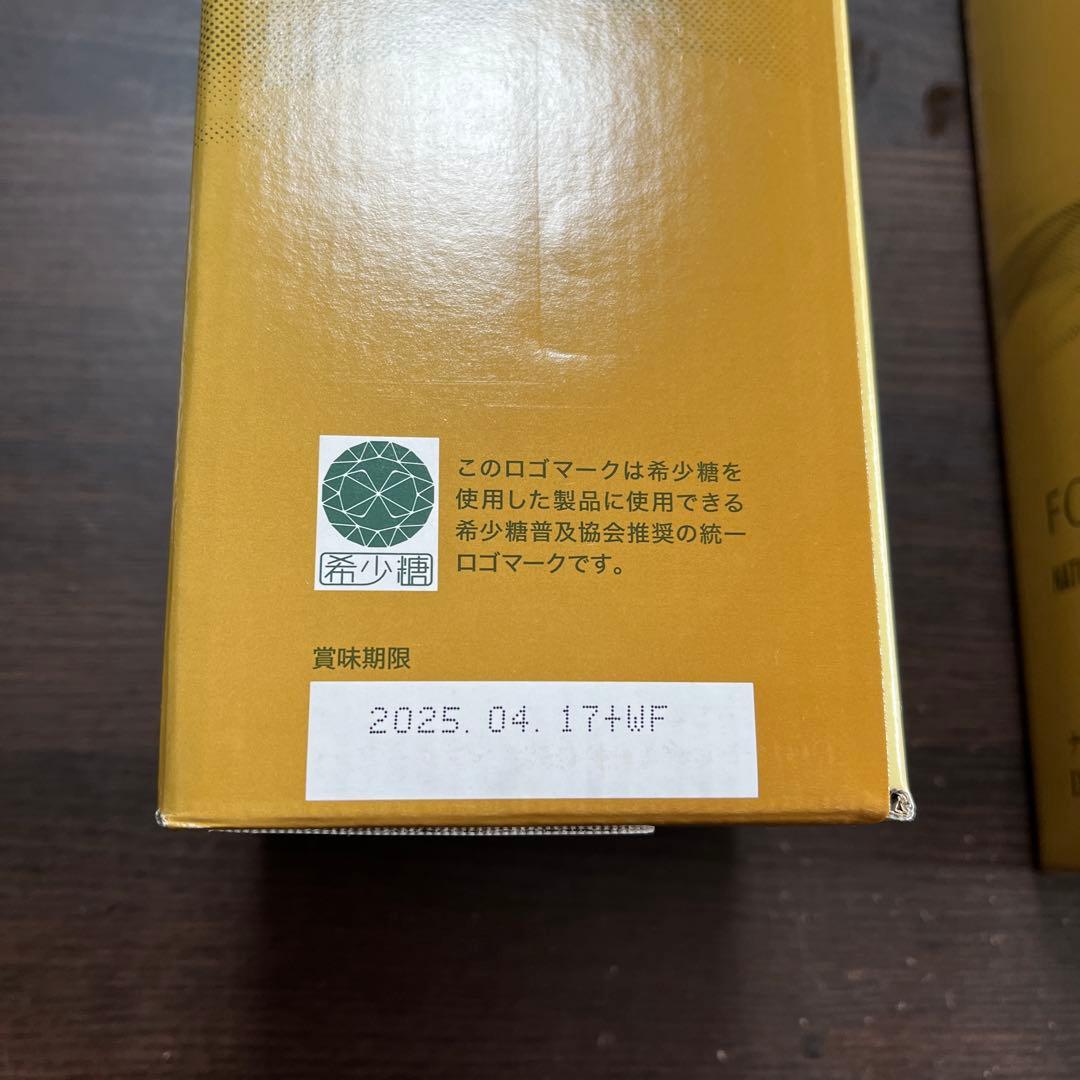 このロゴマークは希少糖を
使用した製品に使用できる
希少糖普及協会推奨の統一
ロゴマークです。
希少糖
賞味期限
2025.04.17+WF